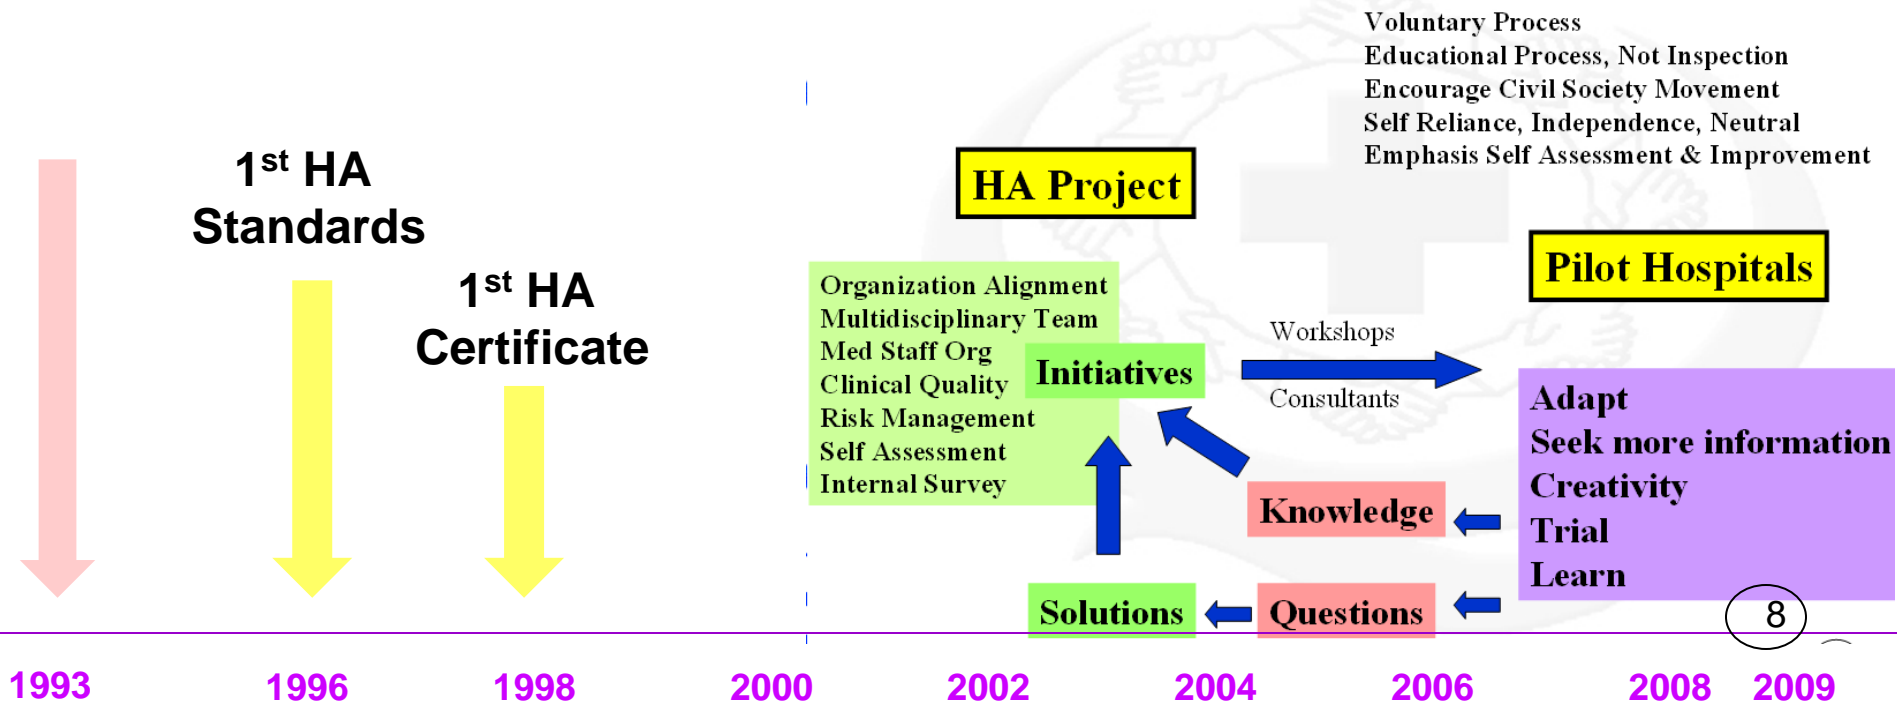 Voluntary Process
Educational Process, Not Inspection
Encourage Civil Society Movement
Self Reliance, Independence, Neutral
Emphasis Self Assessment & Improvement
1st HA
Standards
1st HA
Certificate
HA Project
Pilot Hospitals
Organization Alignment
Multidisciplinary Team
Med Staff Org
Clinical Quality
Risk Management
Self Assessment
Internal Survey
Initiatives
Workshops
Consultants
Adapt
Seek more information
Creativity
Trial
Learn
Knowledge
Solutions
Questions
8
1993
1996
1998
2000
2002
2004
2006
2008
2009